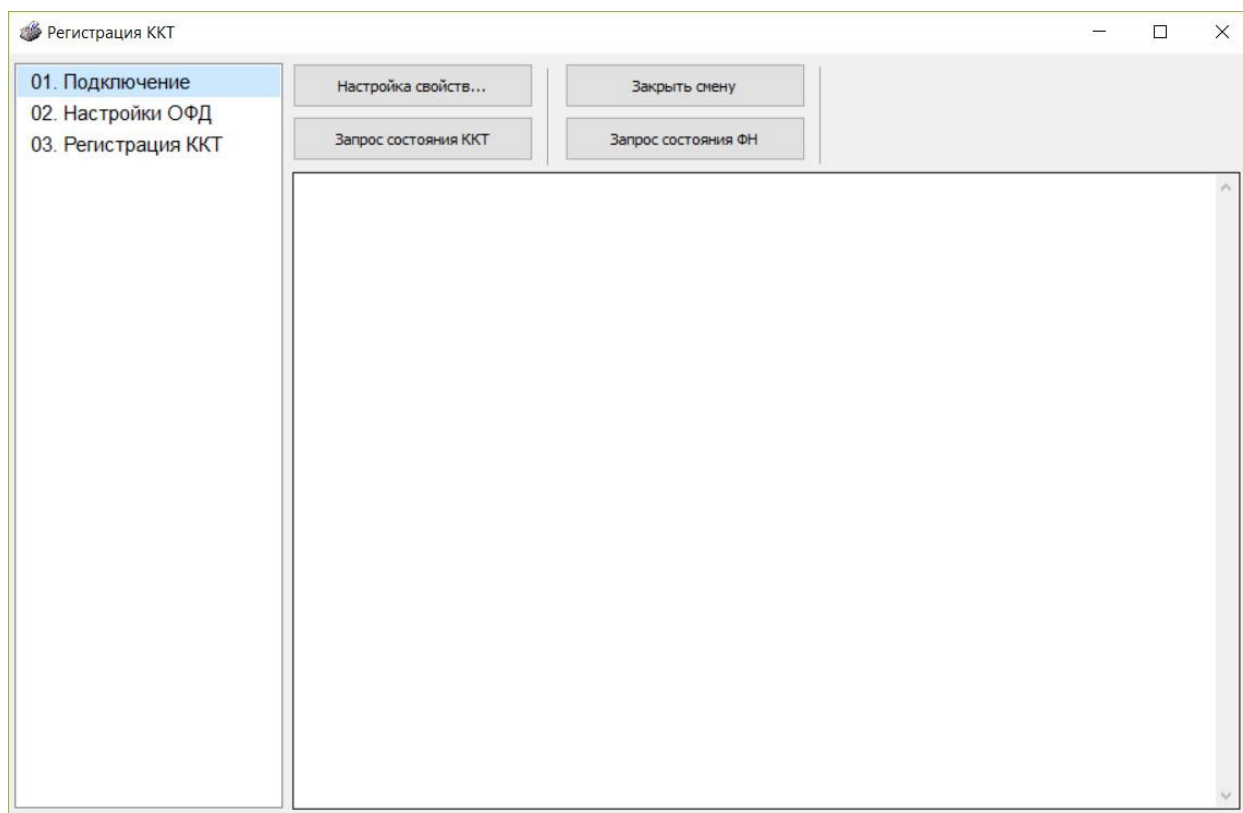 Регистрация ККТ
01. Подключение
02. Настройки ОФД
03. Регистрация ККТ
Настройка свойств...
Закрыть смену
Запрос состояния ККТ
Запрос состояния ФН